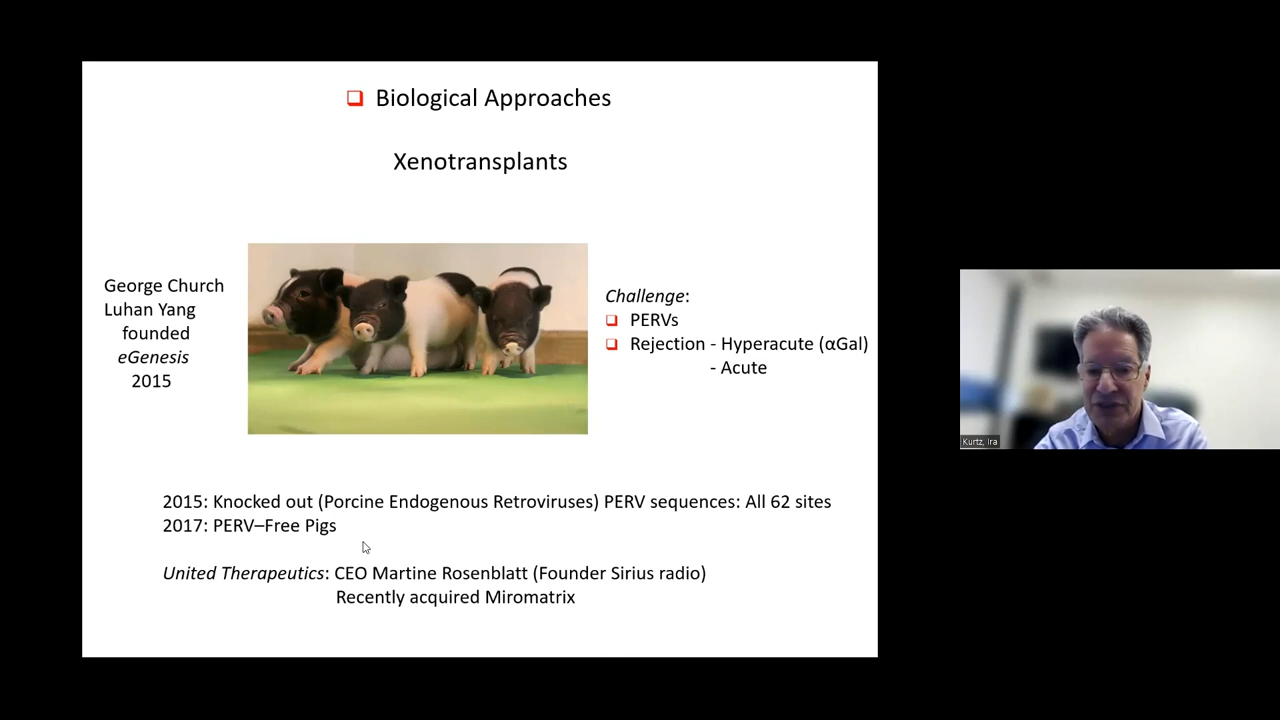 Biological Approaches
Xenotransplants
George Church
Luhan Yang
founded
eGenesis
2015
Challenge:
PERVs
Rejection - Hyperacute (αGal)
- Acute
2015: Knocked out (Porcine Endogenous Retroviruses) PERV sequences: All 62 sites
2017: PERV–Free Pigs
United Therapeutics: CEO Martine Rosenblatt (Founder Sirius radio)
Recently acquired Miromatrix
Kurtz, Ira